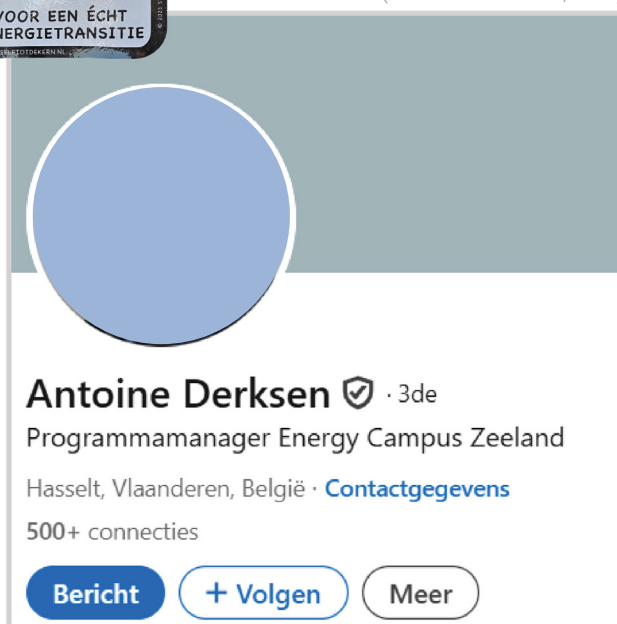 VOOR EEN ÉCHT
NERGIETRANSITIE
Antoine Derksen · 3de
Programmamanager Energy Campus Zeeland
Hasselt, Vlaanderen, België · Contactgegevens
500+ connecties
Bericht
+ Volgen
Meer